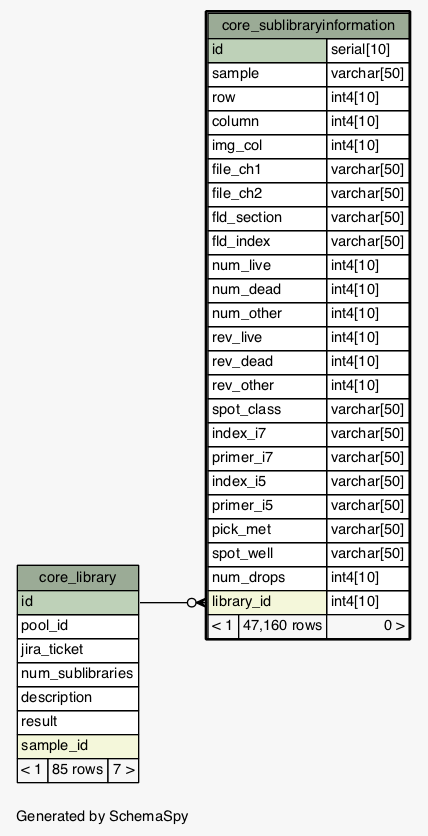 core_sublibraryinformation
id serial[10]
sample varchar[50]
row int4[10]
column int4[10]
img_col int4[10]
file_ch1 varchar[50]
file_ch2 varchar[50]
fld_section varchar[50]
fld_index varchar[50]
num_live int4[10]
num_dead int4[10]
num_other int4[10]
rev_live int4[10]
rev_dead int4[10]
rev_other int4[10]
spot_class varchar[50]
index_i7 varchar[50]
primer_i7 varchar[50]
index_i5 varchar[50]
primer_i5 varchar[50]
pick_met varchar[50]
spot_well varchar[50]
num_drops int4[10]
library_id int4[10]
< 1 47,160 rows 0 >
core_library
id
pool_id
jira_ticket
num_sublibraries
description
result
sample_id
< 1 85 rows 7 >
Generated by SchemaSpy